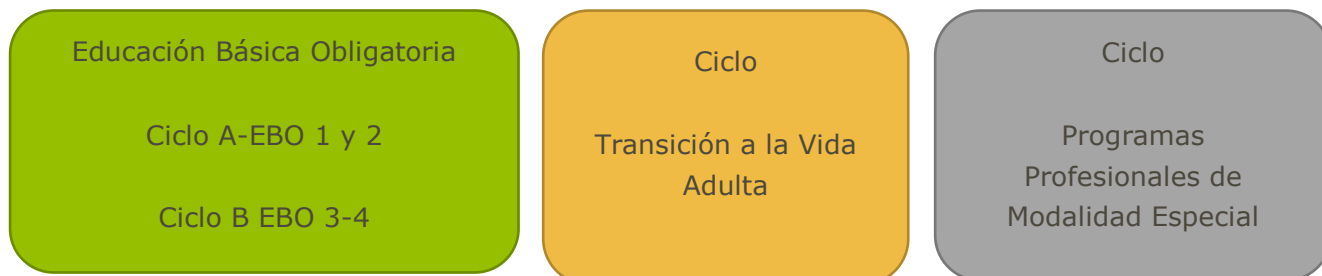 Educación Básica Obligatoria
Ciclo A-EBO 1 y 2
Ciclo B EBO 3-4
Ciclo
Transición a la Vida
Adulta
Ciclo
Programas
Profesionales de
Modalidad Especial